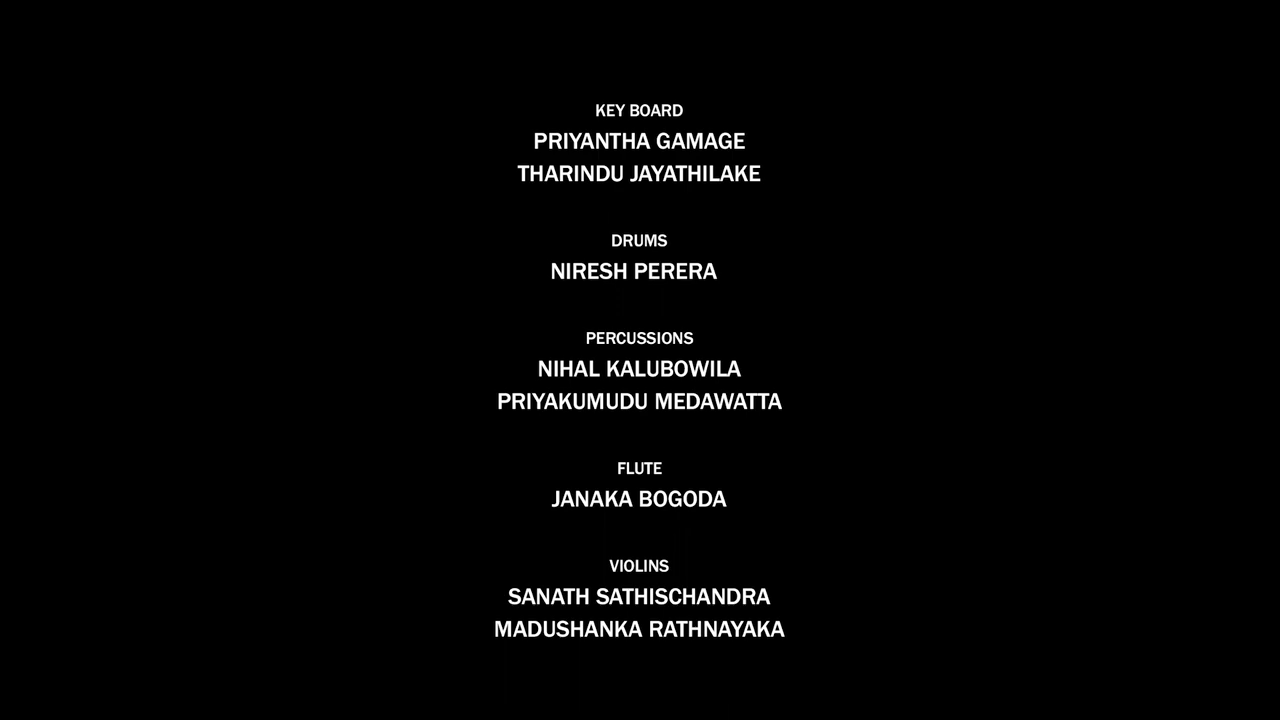 KEY BOARD
PRIYANTHA GAMAGE
THARINDU JAYATHILAKE
DRUMS
NIRESH PERERA
PERCUSSIONS
NIHAL KALUBOWILA
PRIYAKUMUDU MEDAWATTA
FLUTE
JANAKA BOGODA
VIOLINS
SANATH SATHISCHANDRA
MADUSHANKA RATHNAYAKA